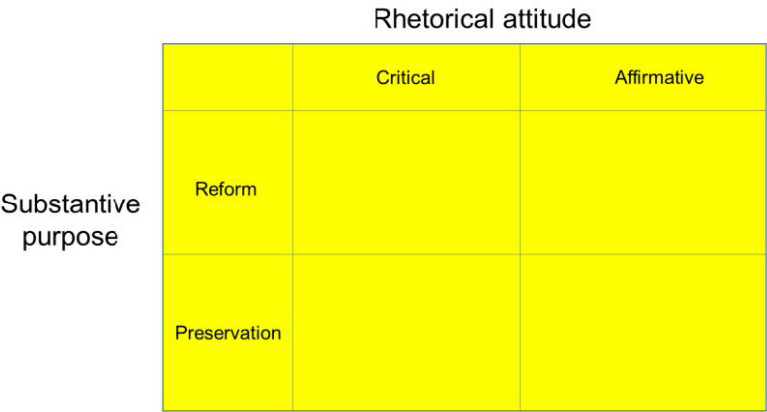 Rhetorical attitude
Critical
Affirmative
Reform
Substantive
purpose
Preservation